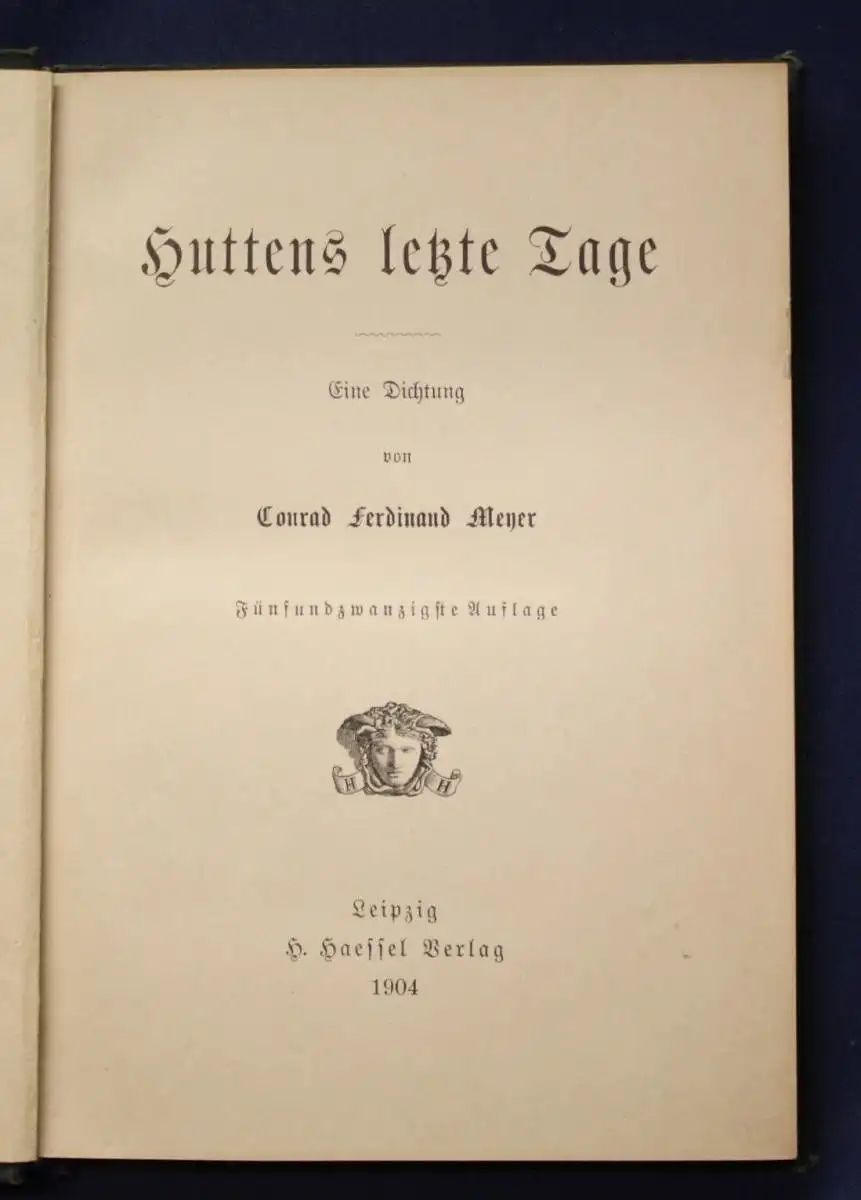 Huttens letzte Tage
Eine Dichtung
von
Conrad Ferdinand Meyer
Fünfundzwanzigste Auflage
H H
Leipzig
H. Haessel Verlag
1904